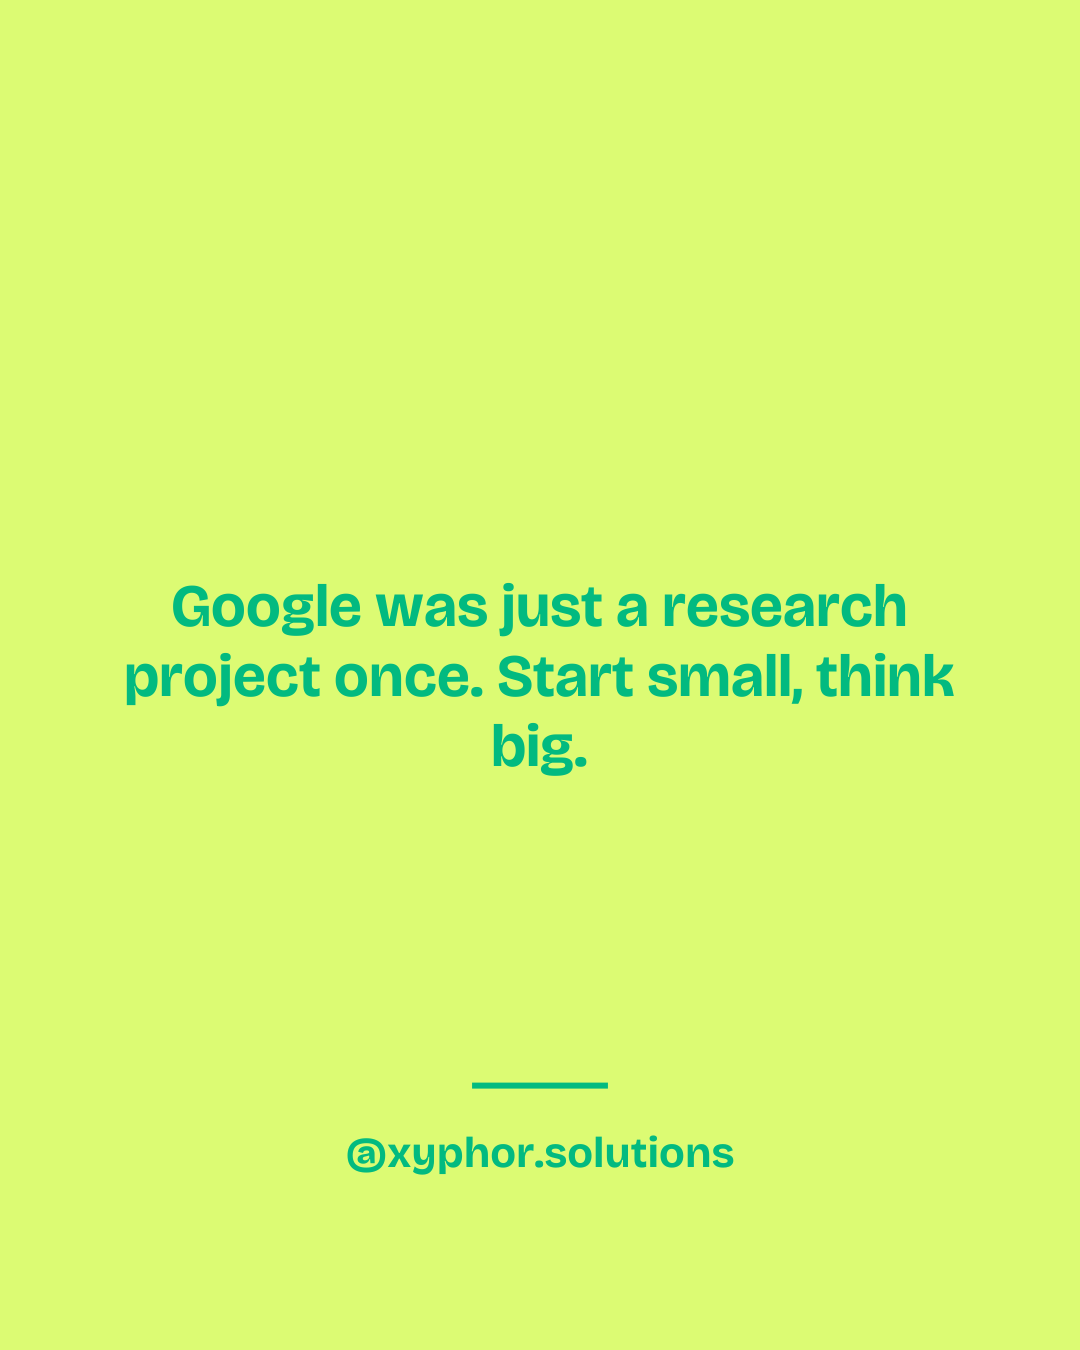 Google was just a research
project once. Start small, think
big.
@xyphor.solutions